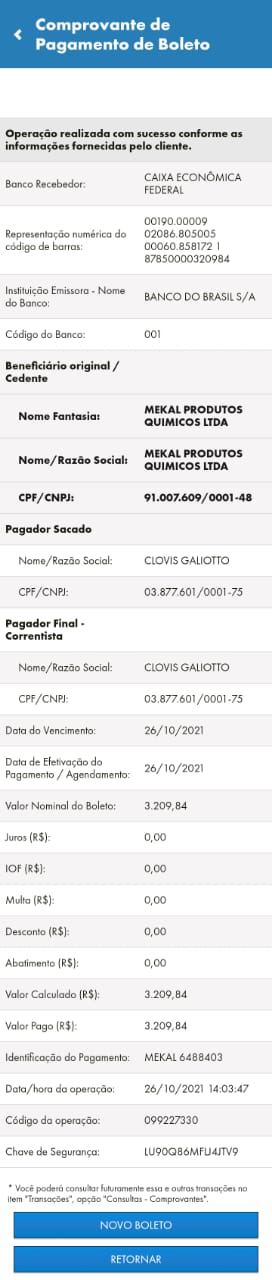 Comprovante de
Pagamento de Boleto
Operação realizada com sucesso conforme as
informações fornecidas pelo cliente.
Banco Recebedor:
CAIXA ECONÔMICA
FEDERAL
Representação numérica do
código de barras:
00190.00009
02086.805005
00060.858172 1
87850000320984
Instituição Emissora - Nome
do Banco:
BANCO DO BRASIL S/A
Código do Banco:
001
Beneficiário original /
Cedente
Nome Fantasia:
MEKAL PRODUTOS
QUIMICOS LTDA
Nome/Razão Social:
MEKAL PRODUTOS
QUIMICOS LTDA
CPF/CNPJ:
91.007.609/0001-48
Pagador Sacado
Nome/Razão Social:
CLOVIS GALIOTTO
CPF/CNPJ:
03.877.601/0001-75
Pagador Final -
Correntista
Nome/Razão Social:
CLOVIS GALIOTTO
CPF/CNPJ:
03.877.601/0001-75
Data do Vencimento:
26/10/2021
Data de Efetivação do
Pagamento / Agendamento:
26/10/2021
Valor Nominal do Boleto:
3.209,84
Juros (R$):
0,00
IOF (R$):
0,00
Multa (R$):
0,00
Desconto (R$):
0,00
Abatimento (R$):
0,00
Valor Calculado (R$):
3.209,84
Valor Pago (R$):
3.209,84
Identificação do Pagamento:
MEKAL 6488403
Data/hora da operação:
26/10/2021 14:03:47
Código da operação:
099227330
Chave de Segurança:
LU90Q86MFLJ4JTV9
* Você poderá consultar futuramente essa e outras transações no
item "Transações", opção "Consultas - Comprovantes".
NOVO BOLETO
RETORNAR